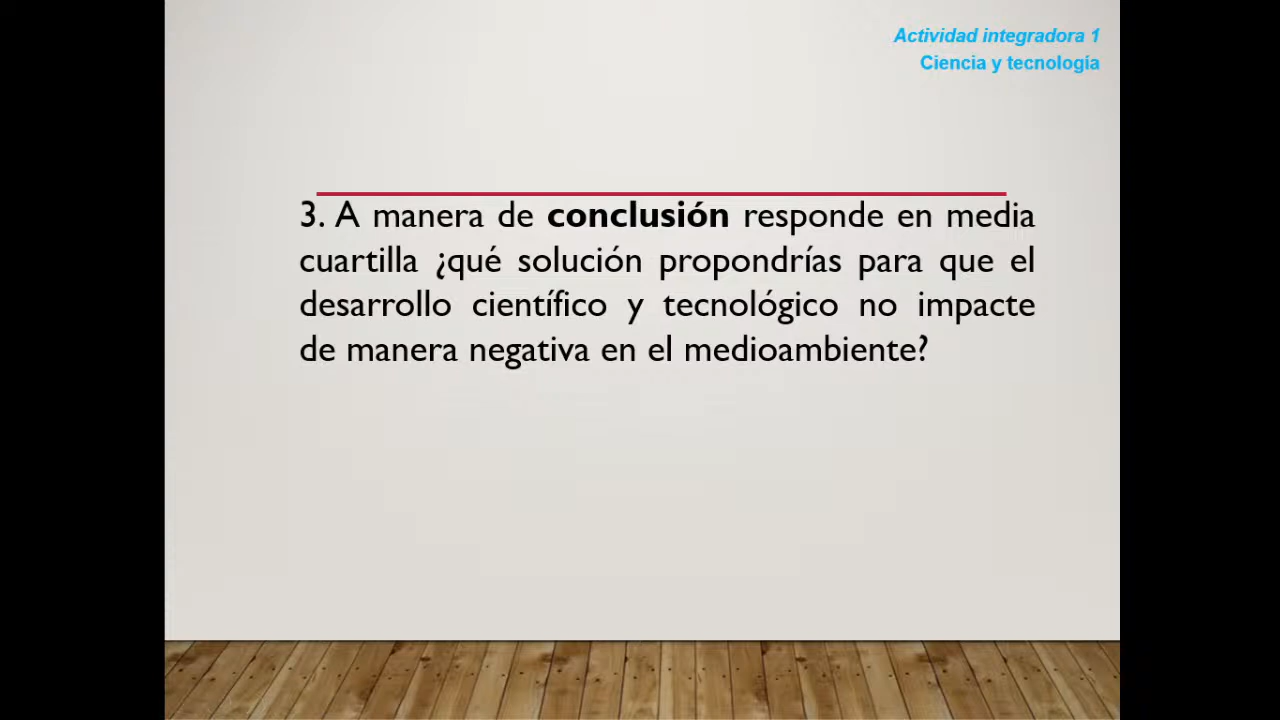 Actividad integradora 1
Ciencia y tecnología
3. A manera de conclusión responde en media
cuartilla ¿qué solución propondrías para que el
desarrollo científico y tecnológico no impacte
de manera negativa en el medioambiente?